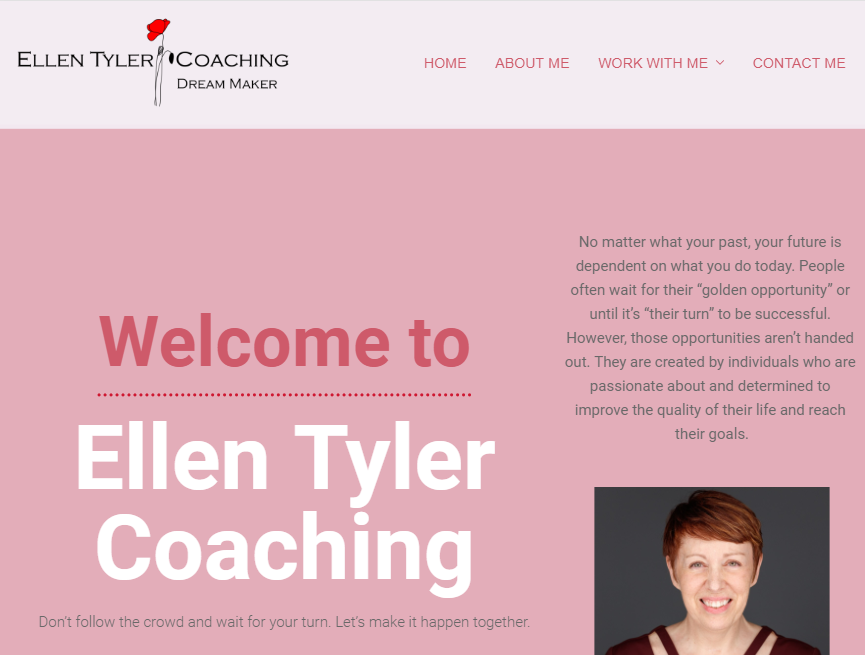 ELLEN TYLER COACHING
DREAM MAKER
HOME ABOUT ME WORK WITH ME CONTACT ME
Welcome to
Ellen Tyler
Coaching
Don't follow the crowd and wait for your turn. Let's make it happen together.
No matter what your past, your future is
dependent on what you do today. People
often wait for their “golden opportunity” or
until it’s “their turn” to be successful.
However, those opportunities aren’t handed
out. They are created by individuals who are
passionate about and determined to
improve the quality of their life and reach
their goals.